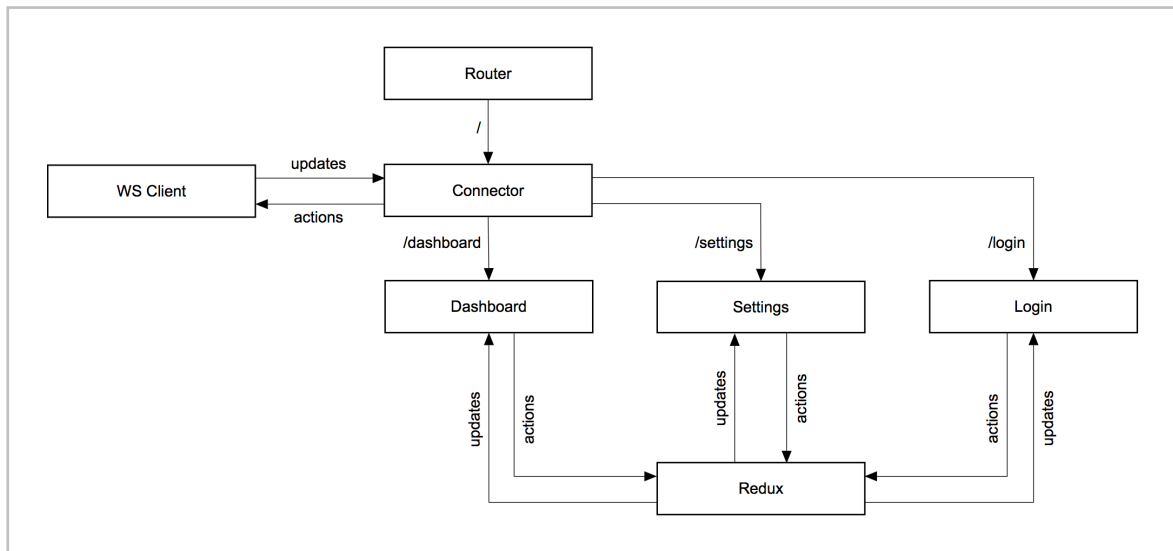 Router
/
updates
WS Client
Connector
actions
/dashboard
/settings
/login
Dashboard
Settings
Login
updates
actions
updates
actions
actions
updates
Redux